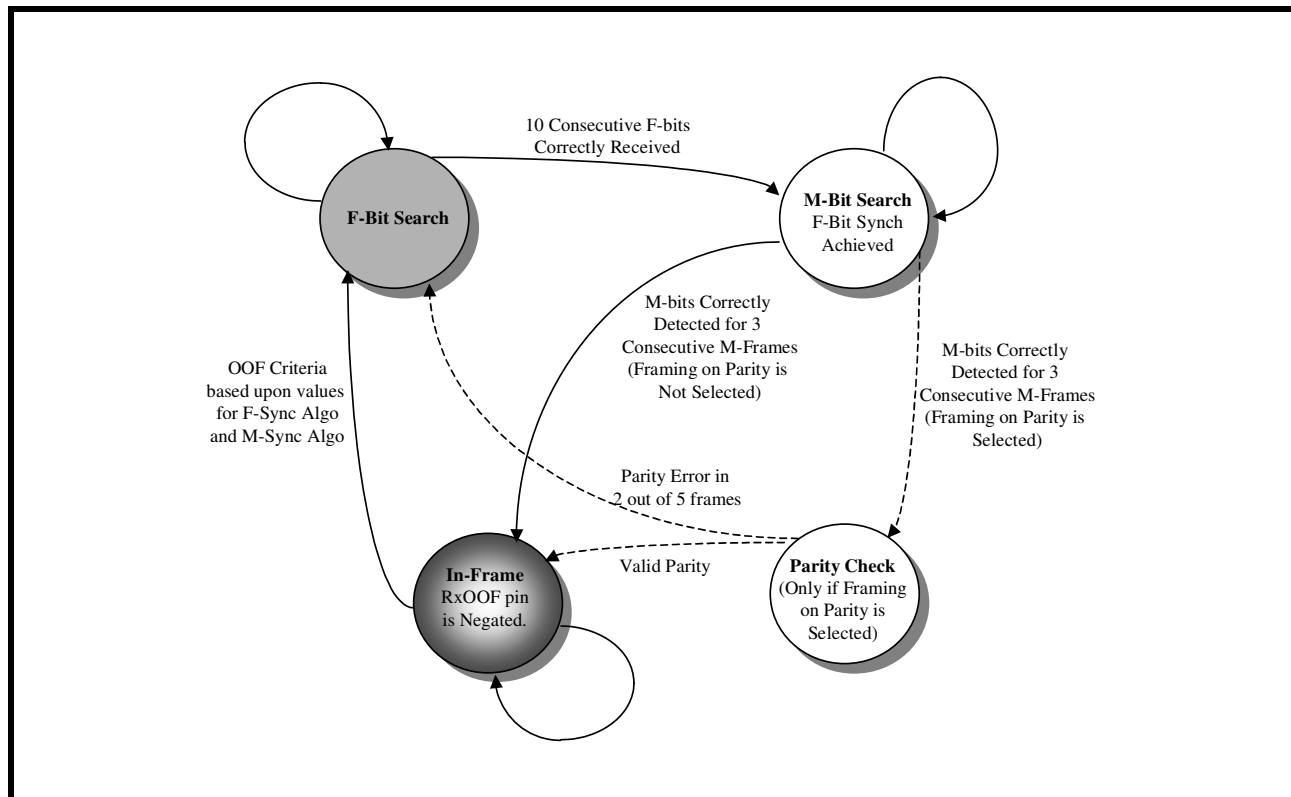 10 Consecutive F-bits
Correctly Received
F-Bit Search
M-Bit Search
F-Bit Synch
Achieved
M-bits Correctly
Detected for 3
Consecutive M-Frames
(Framing on Parity is
Not Selected)
M-bits Correctly
Detected for 3
Consecutive M-Frames
(Framing on Parity is
Selected)
OOF Criteria
based upon values
for F-Sync Algo
and M-Sync Algo
Parity Error in
2 out of 5 frames
Valid Parity
In-Frame
RxOOF pin
is Negated.
Parity Check
(Only if Framing
on Parity is
Selected)